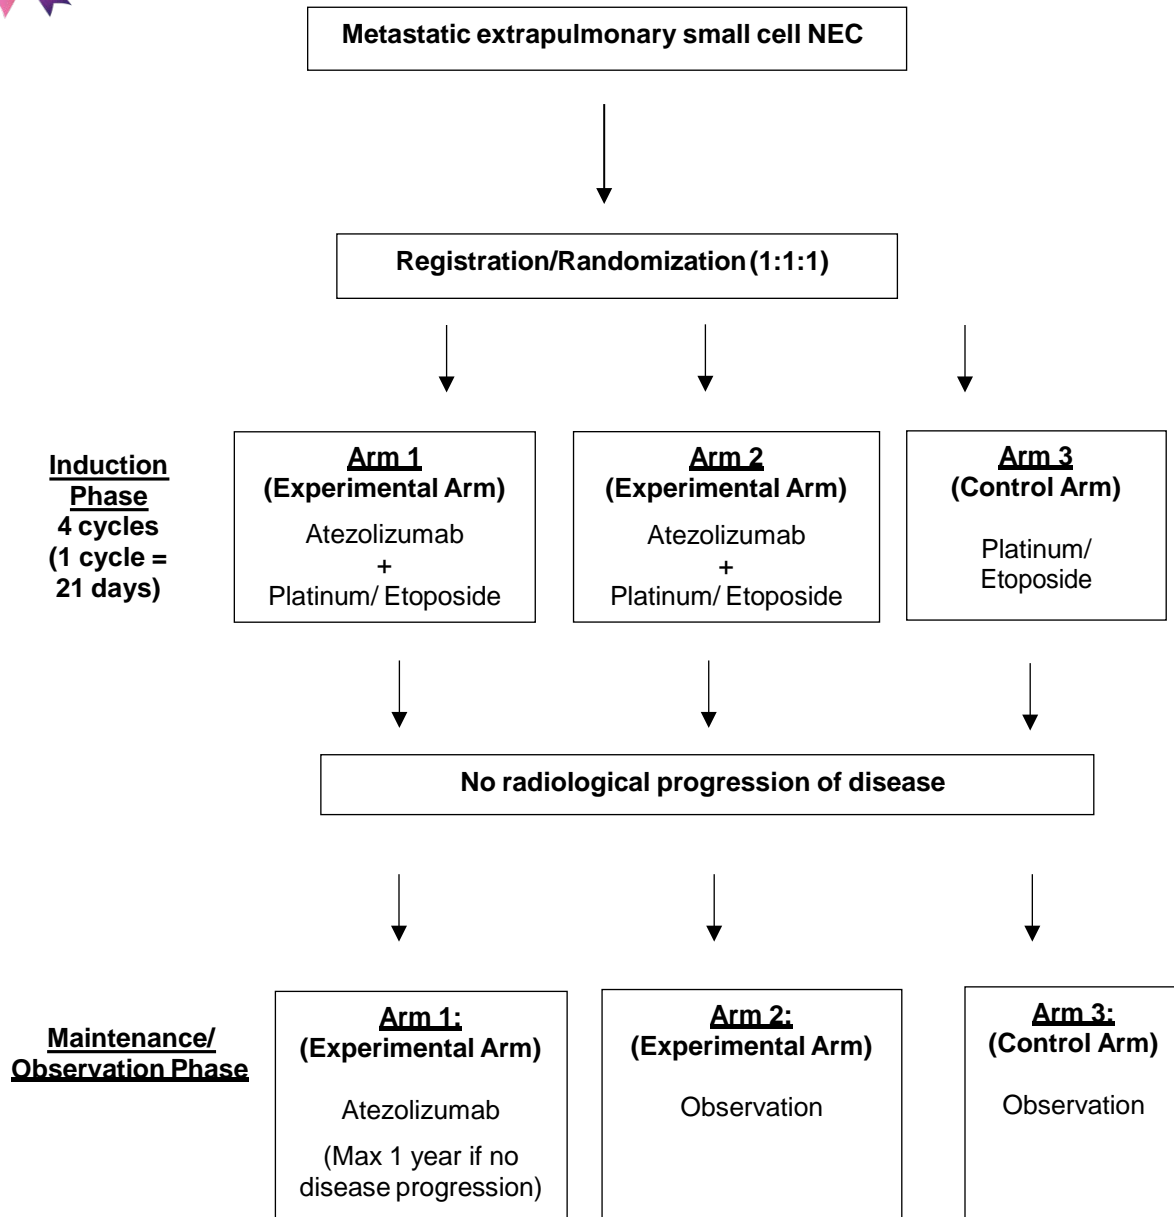 Metastatic extrapulmonary small cell NEC
Registration/Randomization (1:1:1)
Induction
Phase
4 cycles
(1 cycle =
21 days)
Arm 1
(Experimental Arm)
Atezolizumab
+
Platinum/ Etoposide
Arm 2
(Experimental Arm)
Atezolizumab
+
Platinum/ Etoposide
Arm 3
(Control Arm)
Platinum/
Etoposide
No radiological progression of disease
Maintenance/
Observation Phase
Arm 1:
(Experimental Arm)
Atezolizumab
(Max 1 year if no
disease progression)
Arm 2:
(Experimental Arm)
Observation
Arm 3:
(Control Arm)
Observation